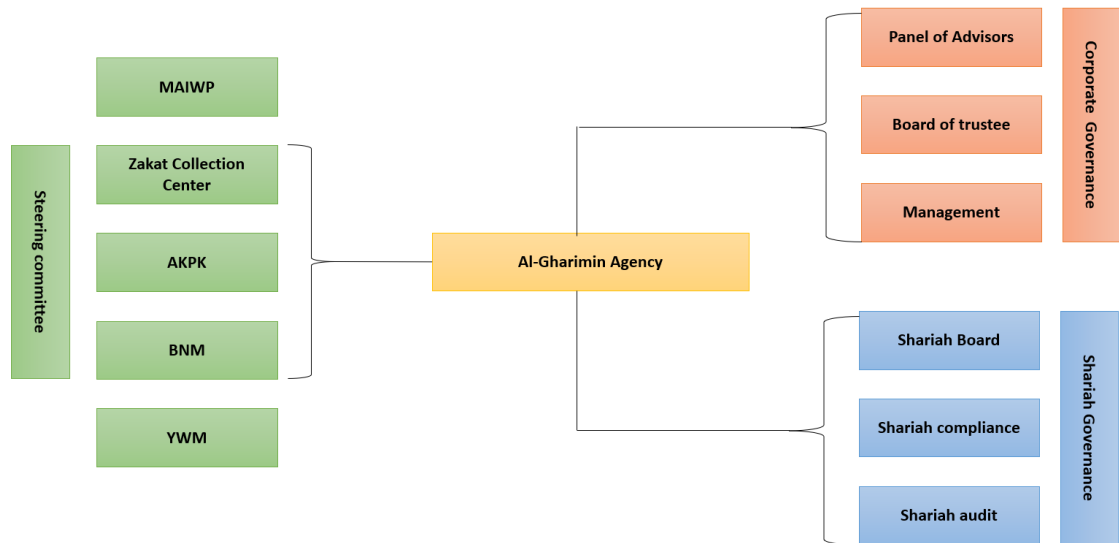 MAIWP
Steering committee
Zakat Collection
Center
AKPK
BNM
YWM
Al-Gharimin Agency
Panel of Advisors
Board of trustee
Management
Corporate Governance
Shariah Board
Shariah compliance
Shariah audit
Shariah Governance